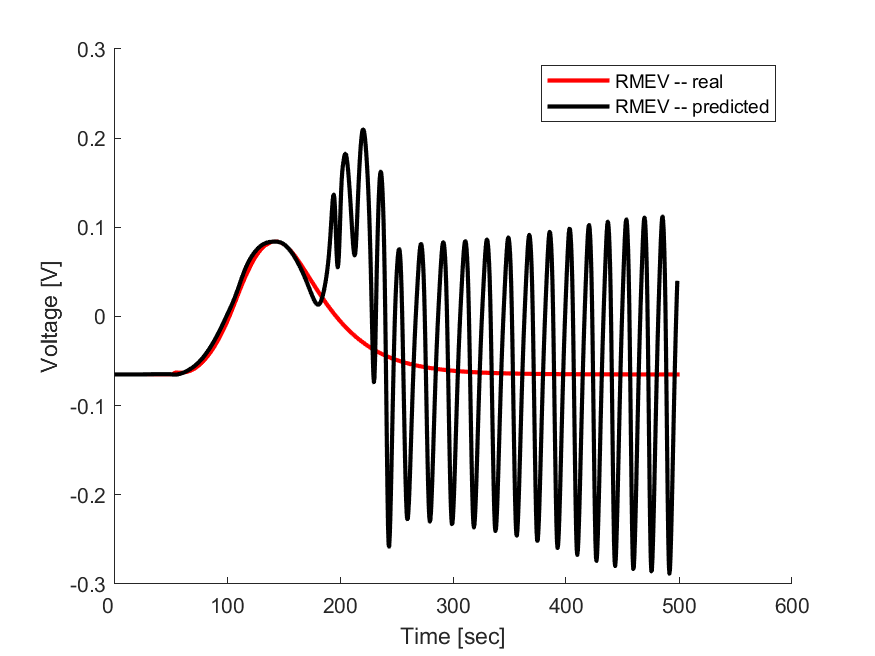 0.3
0.2
0.1
0
-0.1
-0.2
-0.3
Voltage [V]
RMEV -- real
RMEV -- predicted
0 100 200 300 400 500 600
Time [sec]